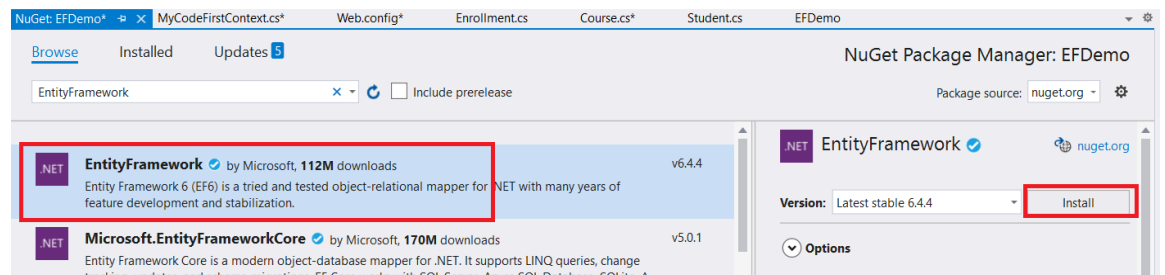 NuGet: EFDemo* MyCodeFirstContext.cs* Web.config* Enrollment.cs Course.cs* Student.cs EFDemo
Browse Installed Updates 5 NuGet Package Manager: EFDemo
EntityFramework Include prerelease Package source: nuget.org
.NET EntityFramework by Microsoft, 112M downloads v6.4.4
Entity Framework 6 (EF6) is a tried and tested object-relational mapper for .NET with many years of
feature development and stabilization.
.NET Microsoft.EntityFrameworkCore by Microsoft, 170M downloads v5.0.1
Entity Framework Core is a modern object-database mapper for .NET. It supports LINQ queries, change
.NET EntityFramework nuget.org
Version: Latest stable 6.4.4 Install
Options